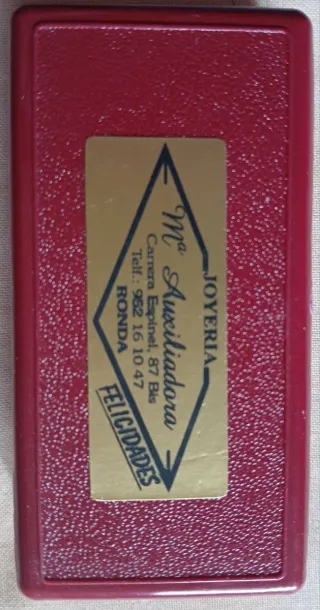 JOYERIA
Mª Auxiliadora
Carrera Espinel, 87 Bis
Telf.: 952 16 10 47
RONDA
FELICIDADES